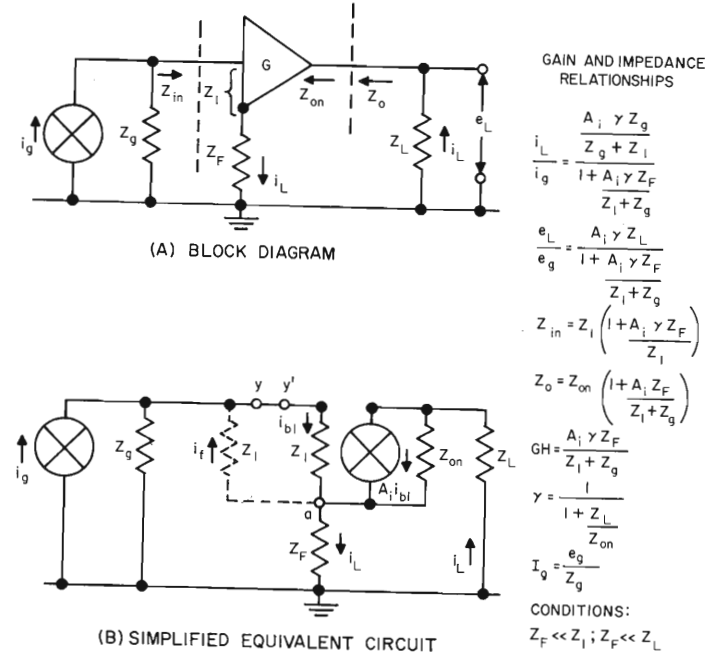 GAIN AND IMPEDANCE
RELATIONSHIPS
G
Z_in
Z_1
Z_on
Z_o
i_g
Z_g
Z_F
i_L
Z_L
i_L
e_L
(A) BLOCK DIAGRAM
i_L / i_g = (A_i γ Z_g / (Z_g + Z_1)) / (1 + A_i γ Z_F / (Z_1 + Z_g))
e_L / e_g = A_i γ Z_L / (1 + A_i γ Z_F / (Z_1 + Z_g))
Z_in = Z_1 (1 + A_i γ Z_F / Z_1)
Z_o = Z_on (1 + A_i Z_F / (Z_1 + Z_g))
GH = A_i γ Z_F / (Z_1 + Z_g)
γ = 1 / (1 + Z_L / Z_on)
I_g = e_g / Z_g
CONDITIONS:
Z_F << Z_1 ; Z_F << Z_L
y y'
i_b1
i_g
Z_g
i_f
Z_1
Z_1
A_i i_b1
Z_on
Z_L
a
Z_F
i_L
i_L
(B) SIMPLIFIED EQUIVALENT CIRCUIT